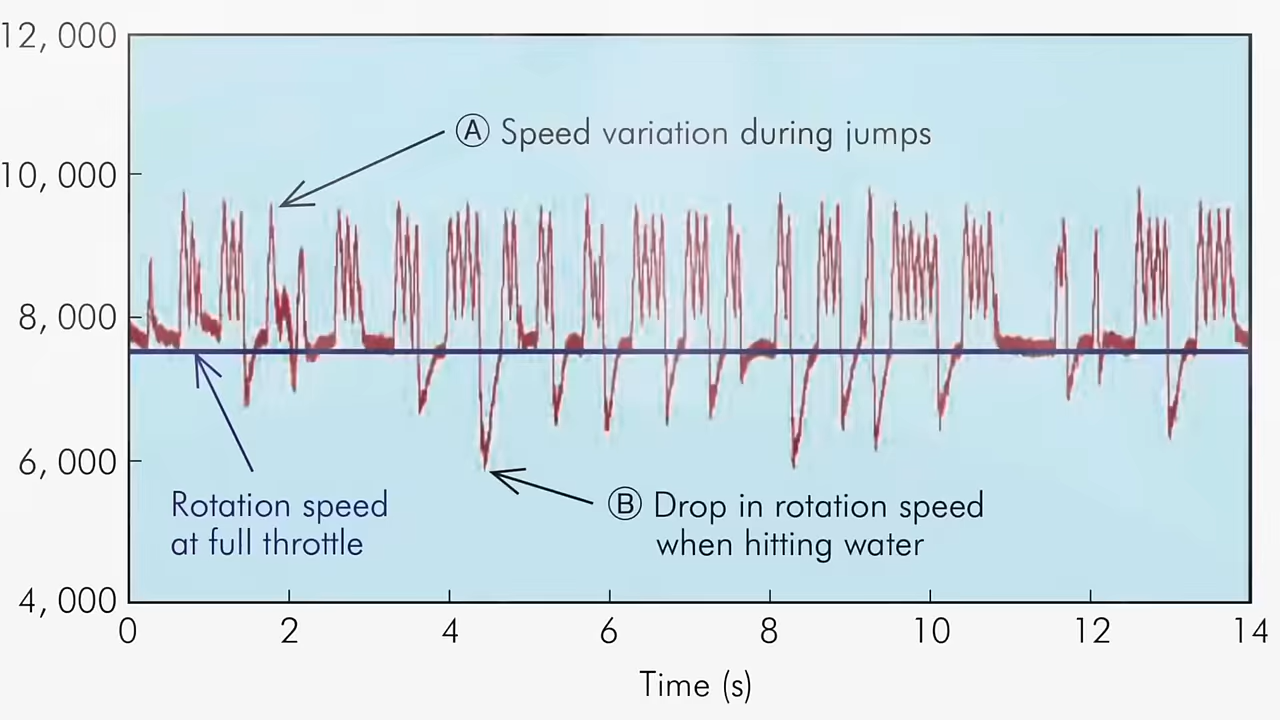 12,000
Ⓐ Speed variation during jumps
10,000
8,000
6,000
Rotation speed
at full throttle
Ⓑ Drop in rotation speed
when hitting water
4,000
0 2 4 6 8 10 12 14
Time (s)